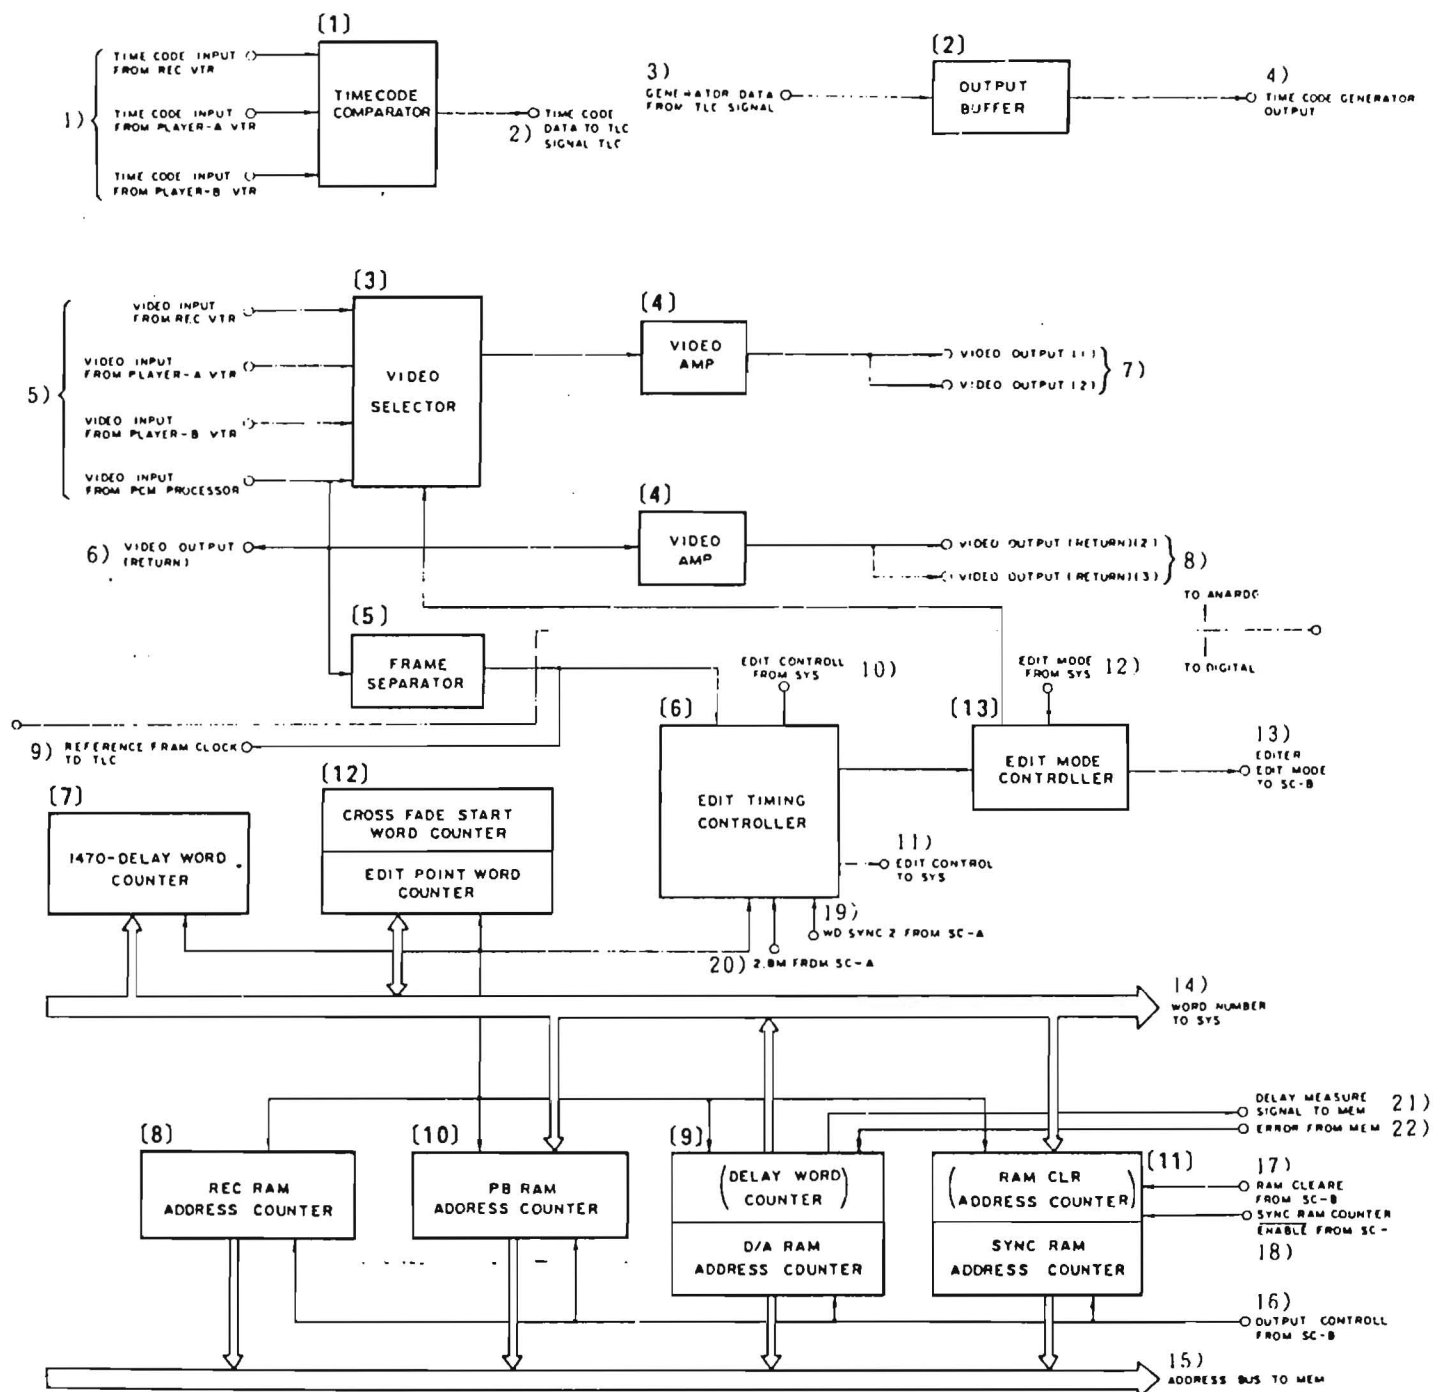 (1)
TIME CODE INPUT
FROM REC VTR
1)
TIME CODE INPUT
FROM PLAYER-A VTR
TIME CODE INPUT
FROM PLAYER-B VTR
TIMECODE
COMPARATOR
2)
TIME CODE
DATA TO TLC
SIGNAL TLC
3)
GENERATOR DATA
FROM TLC SIGNAL
(2)
OUTPUT
BUFFER
4)
TIME CODE GENERATOR
OUTPUT
(3)
5)
VIDEO INPUT
FROM REC VTR
VIDEO INPUT
FROM PLAYER-A VTR
VIDEO INPUT
FROM PLAYER-B VTR
VIDEO INPUT
FROM PCM PROCESSOR
VIDEO
SELECTOR
(4)
VIDEO
AMP
VIDEO OUTPUT (1)
VIDEO OUTPUT (2)
7)
6)
VIDEO OUTPUT
(RETURN)
(4)
VIDEO
AMP
VIDEO OUTPUT (RETURN)(2)
VIDEO OUTPUT (RETURN)(3)
8)
TO ANAROG
TO DIGITAL
(5)
FRAME
SEPARATOR
9)
REFERENCE FRAM CLOCK
TO TLC
EDIT CONTROLL
FROM SYS
10)
EDIT MODE
FROM SYS
12)
(6)
EDIT TIMING
CONTROLLER
(13)
EDIT MODE
CONTROLLER
13)
EDITER
EDIT MODE
TO SC-B
11)
EDIT CONTROL
TO SYS
19)
WD SYNC 2 FROM SC-A
20)
2.8M FROM SC-A
(7)
1470-DELAY WORD
COUNTER
(12)
CROSS FADE START
WORD COUNTER
EDIT POINT WORD
COUNTER
14)
WORD NUMBER
TO SYS
DELAY MEASURE
SIGNAL TO MEM
21)
ERROR FROM MEM
22)
(8)
REC RAM
ADDRESS COUNTER
(10)
PB RAM
ADDRESS COUNTER
(9)
(DELAY WORD
COUNTER)
D/A RAM
ADDRESS COUNTER
(11)
(RAM CLR
ADDRESS COUNTER)
SYNC RAM
ADDRESS COUNTER
17)
RAM CLEARE
FROM SC-B
SYNC RAM COUNTER
ENABLE FROM SC-
18)
16)
OUTPUT CONTROLL
FROM SC-B
15)
ADDRESS BUS TO MEM